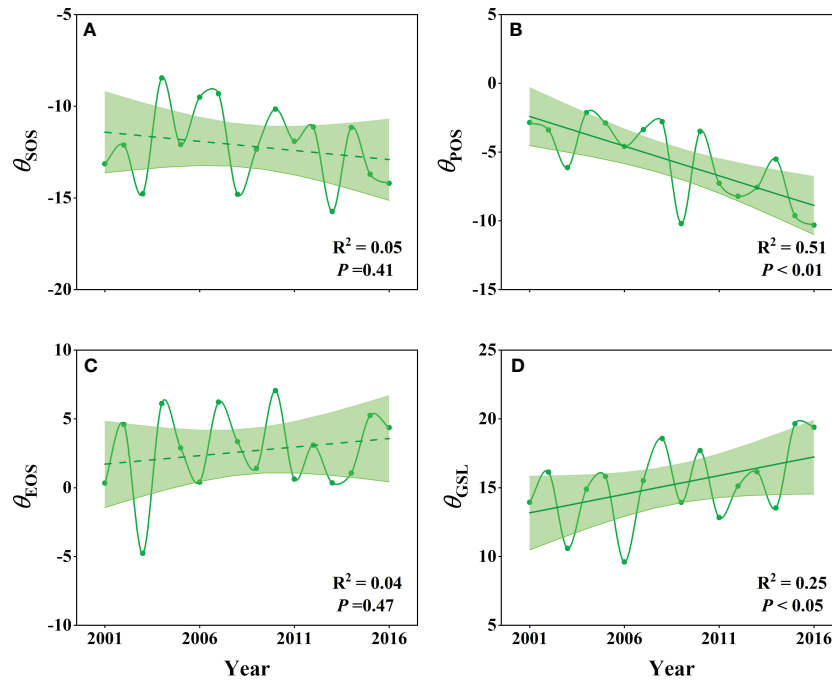 A
-5
-10
-15
-20
θSOS
R² = 0.05
P =0.41
B
5
0
-5
-10
-15
θPOS
R² = 0.51
P < 0.01
C
10
5
0
-5
-10
θEOS
R² = 0.04
P =0.47
2001 2006 2011 2016
Year
D
25
20
15
10
5
θGSL
R² = 0.25
P < 0.05
2001 2006 2011 2016
Year